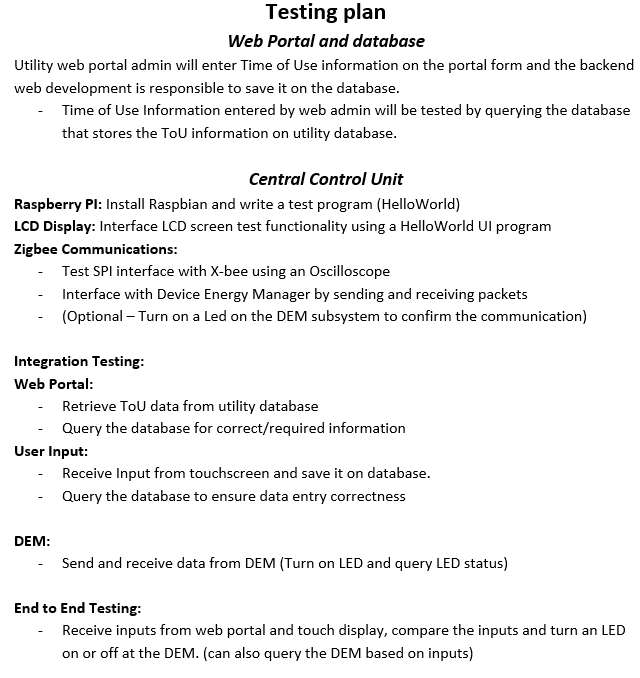 Testing plan
Web Portal and database
Utility web portal admin will enter Time of Use information on the portal form and the backend
web development is responsible to save it on the database.
- Time of Use Information entered by web admin will be tested by querying the database
that stores the ToU information on utility database.
Central Control Unit
Raspberry PI: Install Raspbian and write a test program (HelloWorld)
LCD Display: Interface LCD screen test functionality using a HelloWorld UI program
Zigbee Communications:
- Test SPI interface with X-bee using an Oscilloscope
- Interface with Device Energy Manager by sending and receiving packets
- (Optional – Turn on a Led on the DEM subsystem to confirm the communication)
Integration Testing:
Web Portal:
- Retrieve ToU data from utility database
- Query the database for correct/required information
User Input:
- Receive Input from touchscreen and save it on database.
- Query the database to ensure data entry correctness
DEM:
- Send and receive data from DEM (Turn on LED and query LED status)
End to End Testing:
- Receive inputs from web portal and touch display, compare the inputs and turn an LED
on or off at the DEM. (can also query the DEM based on inputs)